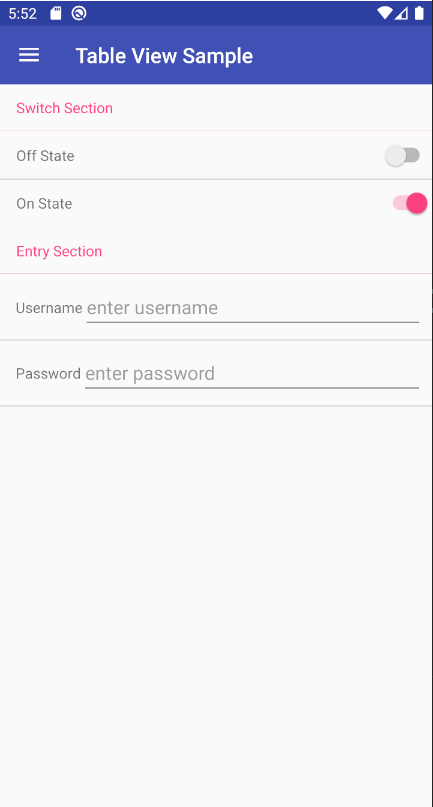 5:52
Table View Sample
Switch Section
Off State
On State
Entry Section
Username enter username
Password enter password